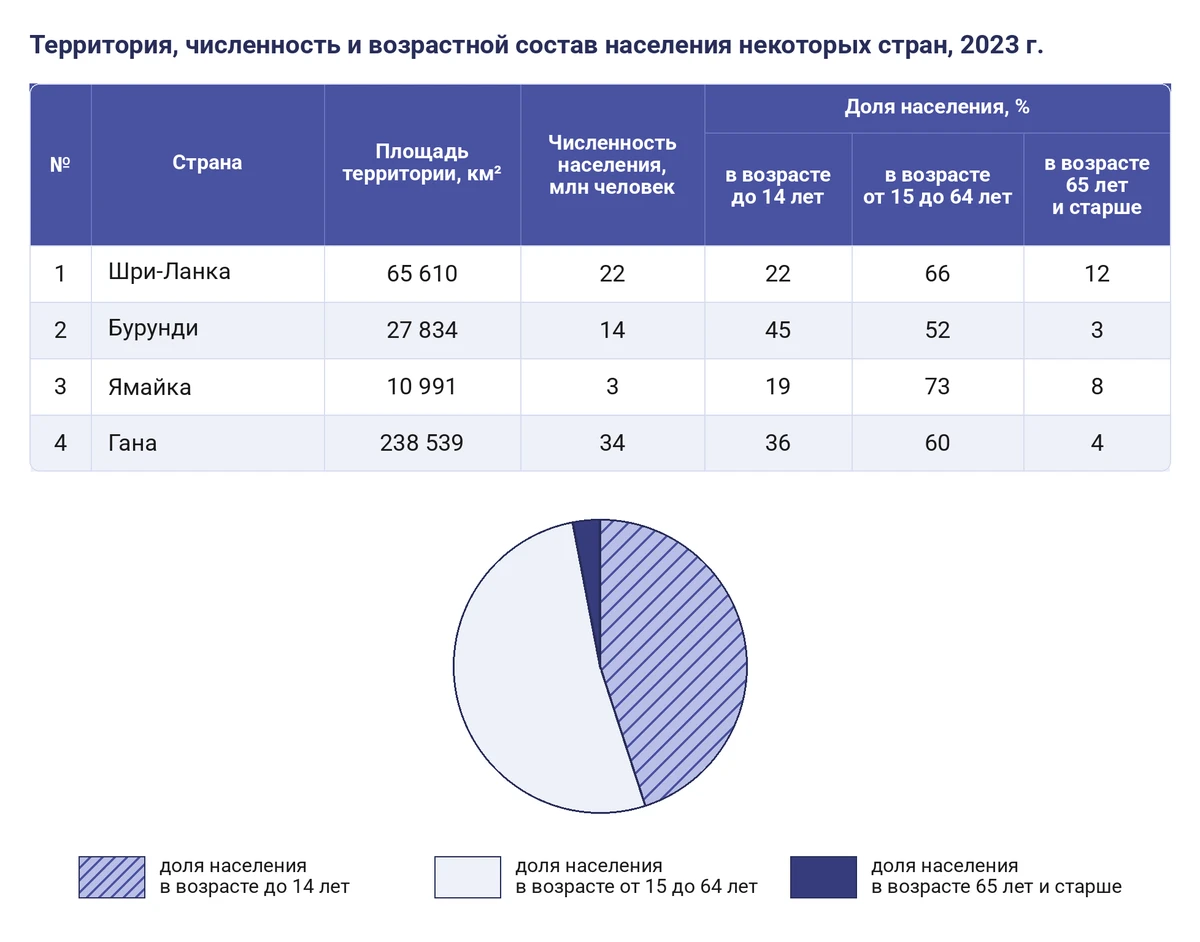 Территория, численность и возрастной состав населения некоторых стран, 2023 г.
№
Страна
Площадь
территории, км²
Численность
населения,
млн человек
Доля населения, %
в возрасте
до 14 лет
в возрасте
от 15 до 64 лет
в возрасте
65 лет
и старше
1 Шри-Ланка 65 610 22 22 66 12
2 Бурунди 27 834 14 45 52 3
3 Ямайка 10 991 3 19 73 8
4 Гана 238 539 34 36 60 4
доля населения
в возрасте до 14 лет
доля населения
в возрасте от 15 до 64 лет
доля населения
в возрасте 65 лет и старше